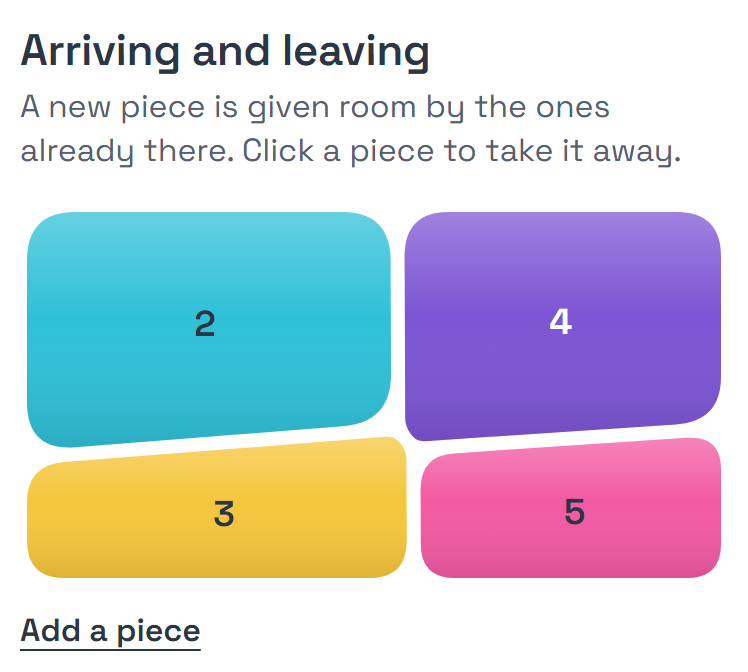 Arriving and leaving
A new piece is given room by the ones
already there. Click a piece to take it away.
2
4
3
5
Add a piece